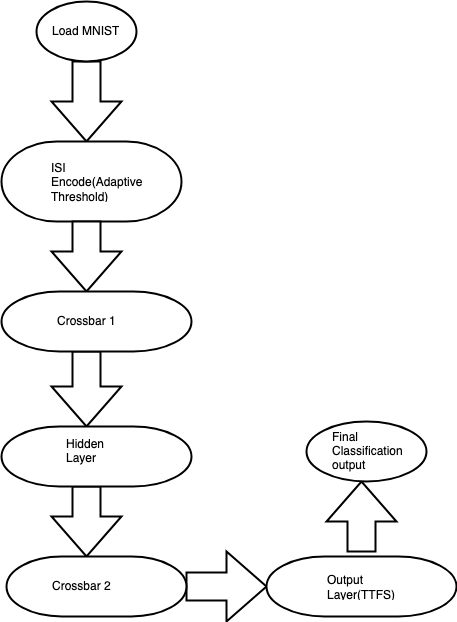 Load MNIST
ISI
Encode(Adaptive
Threshold)
Crossbar 1
Hidden
Layer
Crossbar 2
Output
Layer(TTFS)
Final
Classification
output